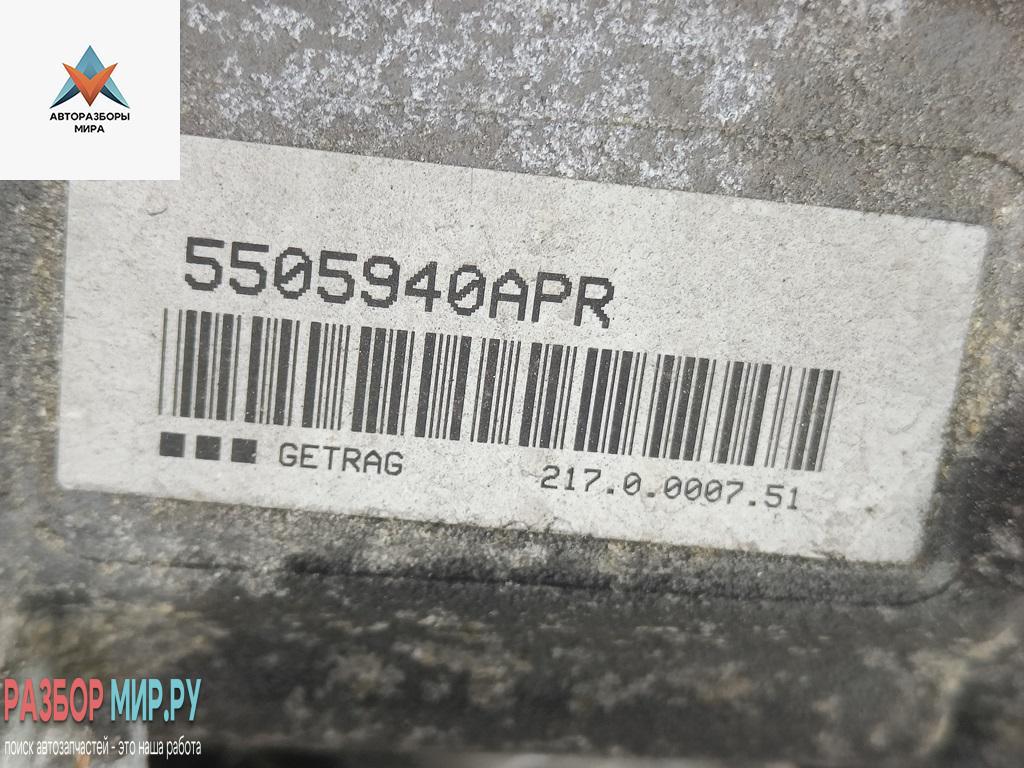 АВТОРАЗБОРЫ
МИРА
5505940APR
GETRAG 217.0.0007.51
РАЗБОР МИР.РУ
поиск автозапчастей - это наша работа